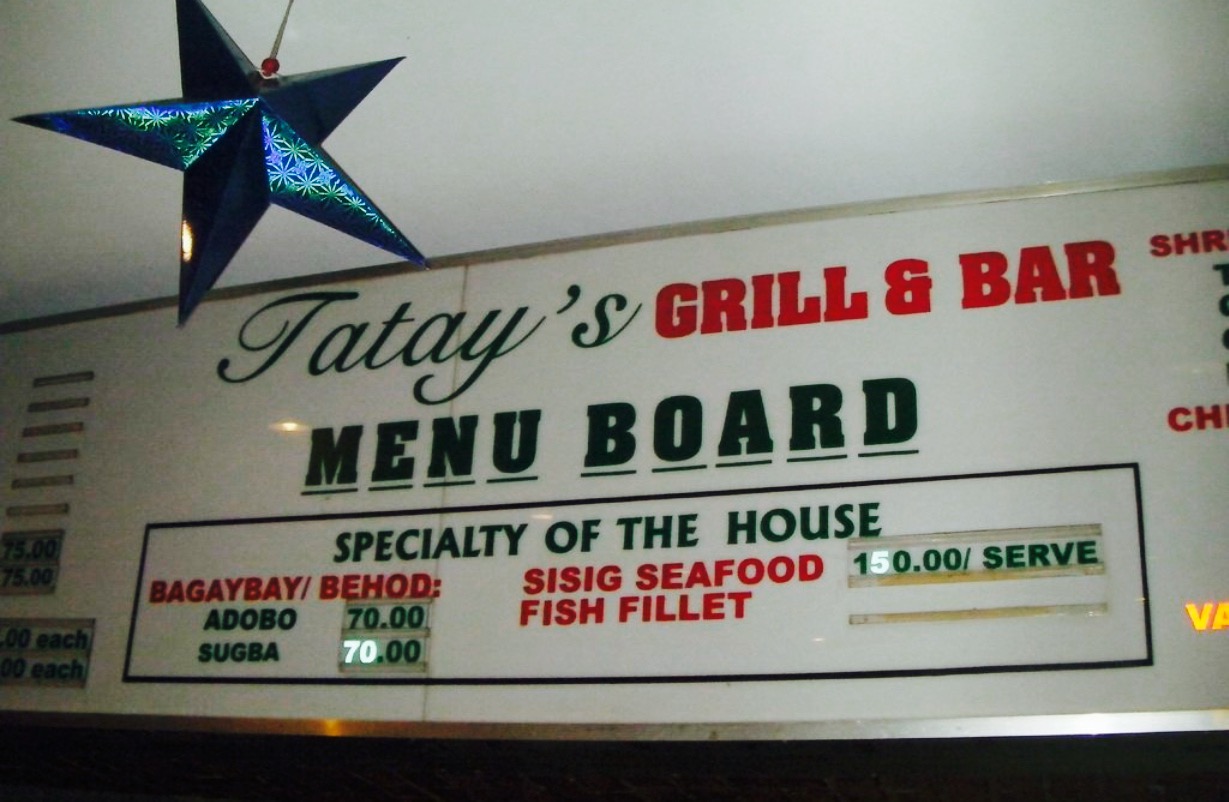 Tatay's GRILL & BAR
MENU BOARD
SPECIALTY OF THE HOUSE
BAGAYBAY/ BEHOD:
ADOBO 70.00
SUGBA 70.00
SISIG SEAFOOD 150.00/ SERVE
FISH FILLET
75.00
75.00
.00 each
.00 each